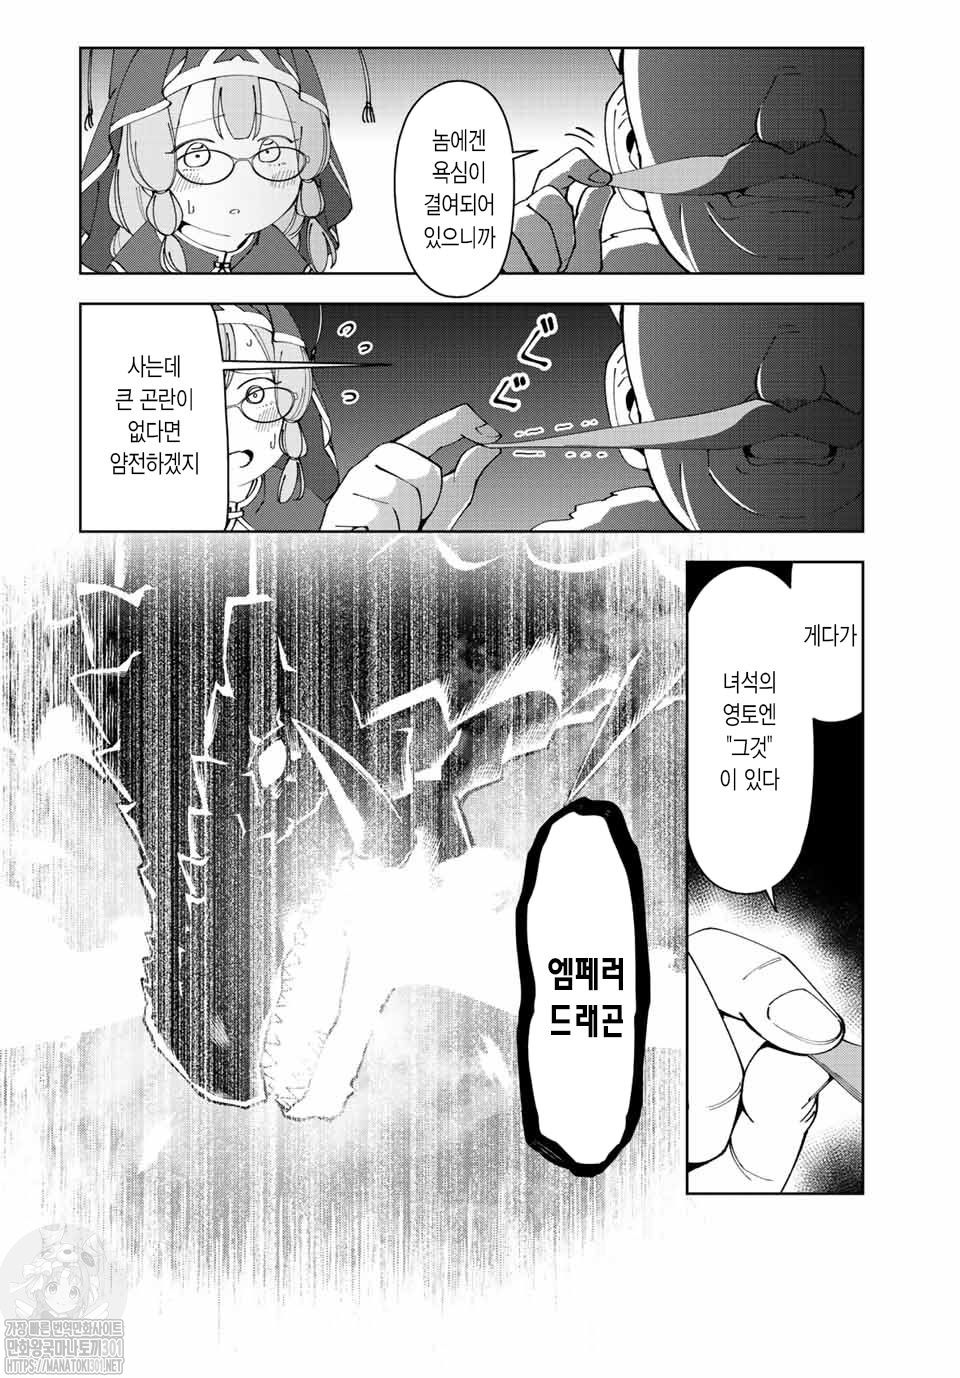 놈에겐
욕심이
결여되어
있으니까
사는데
큰 곤란이
없다면
얌전하겠지
게다가
녀석의
영토엔
"그것"
이 있다
엠페러
드래곤
가장 빠른 번역만화사이트
만화왕국마나토끼301
HTTPS://MANATOKI301.NET